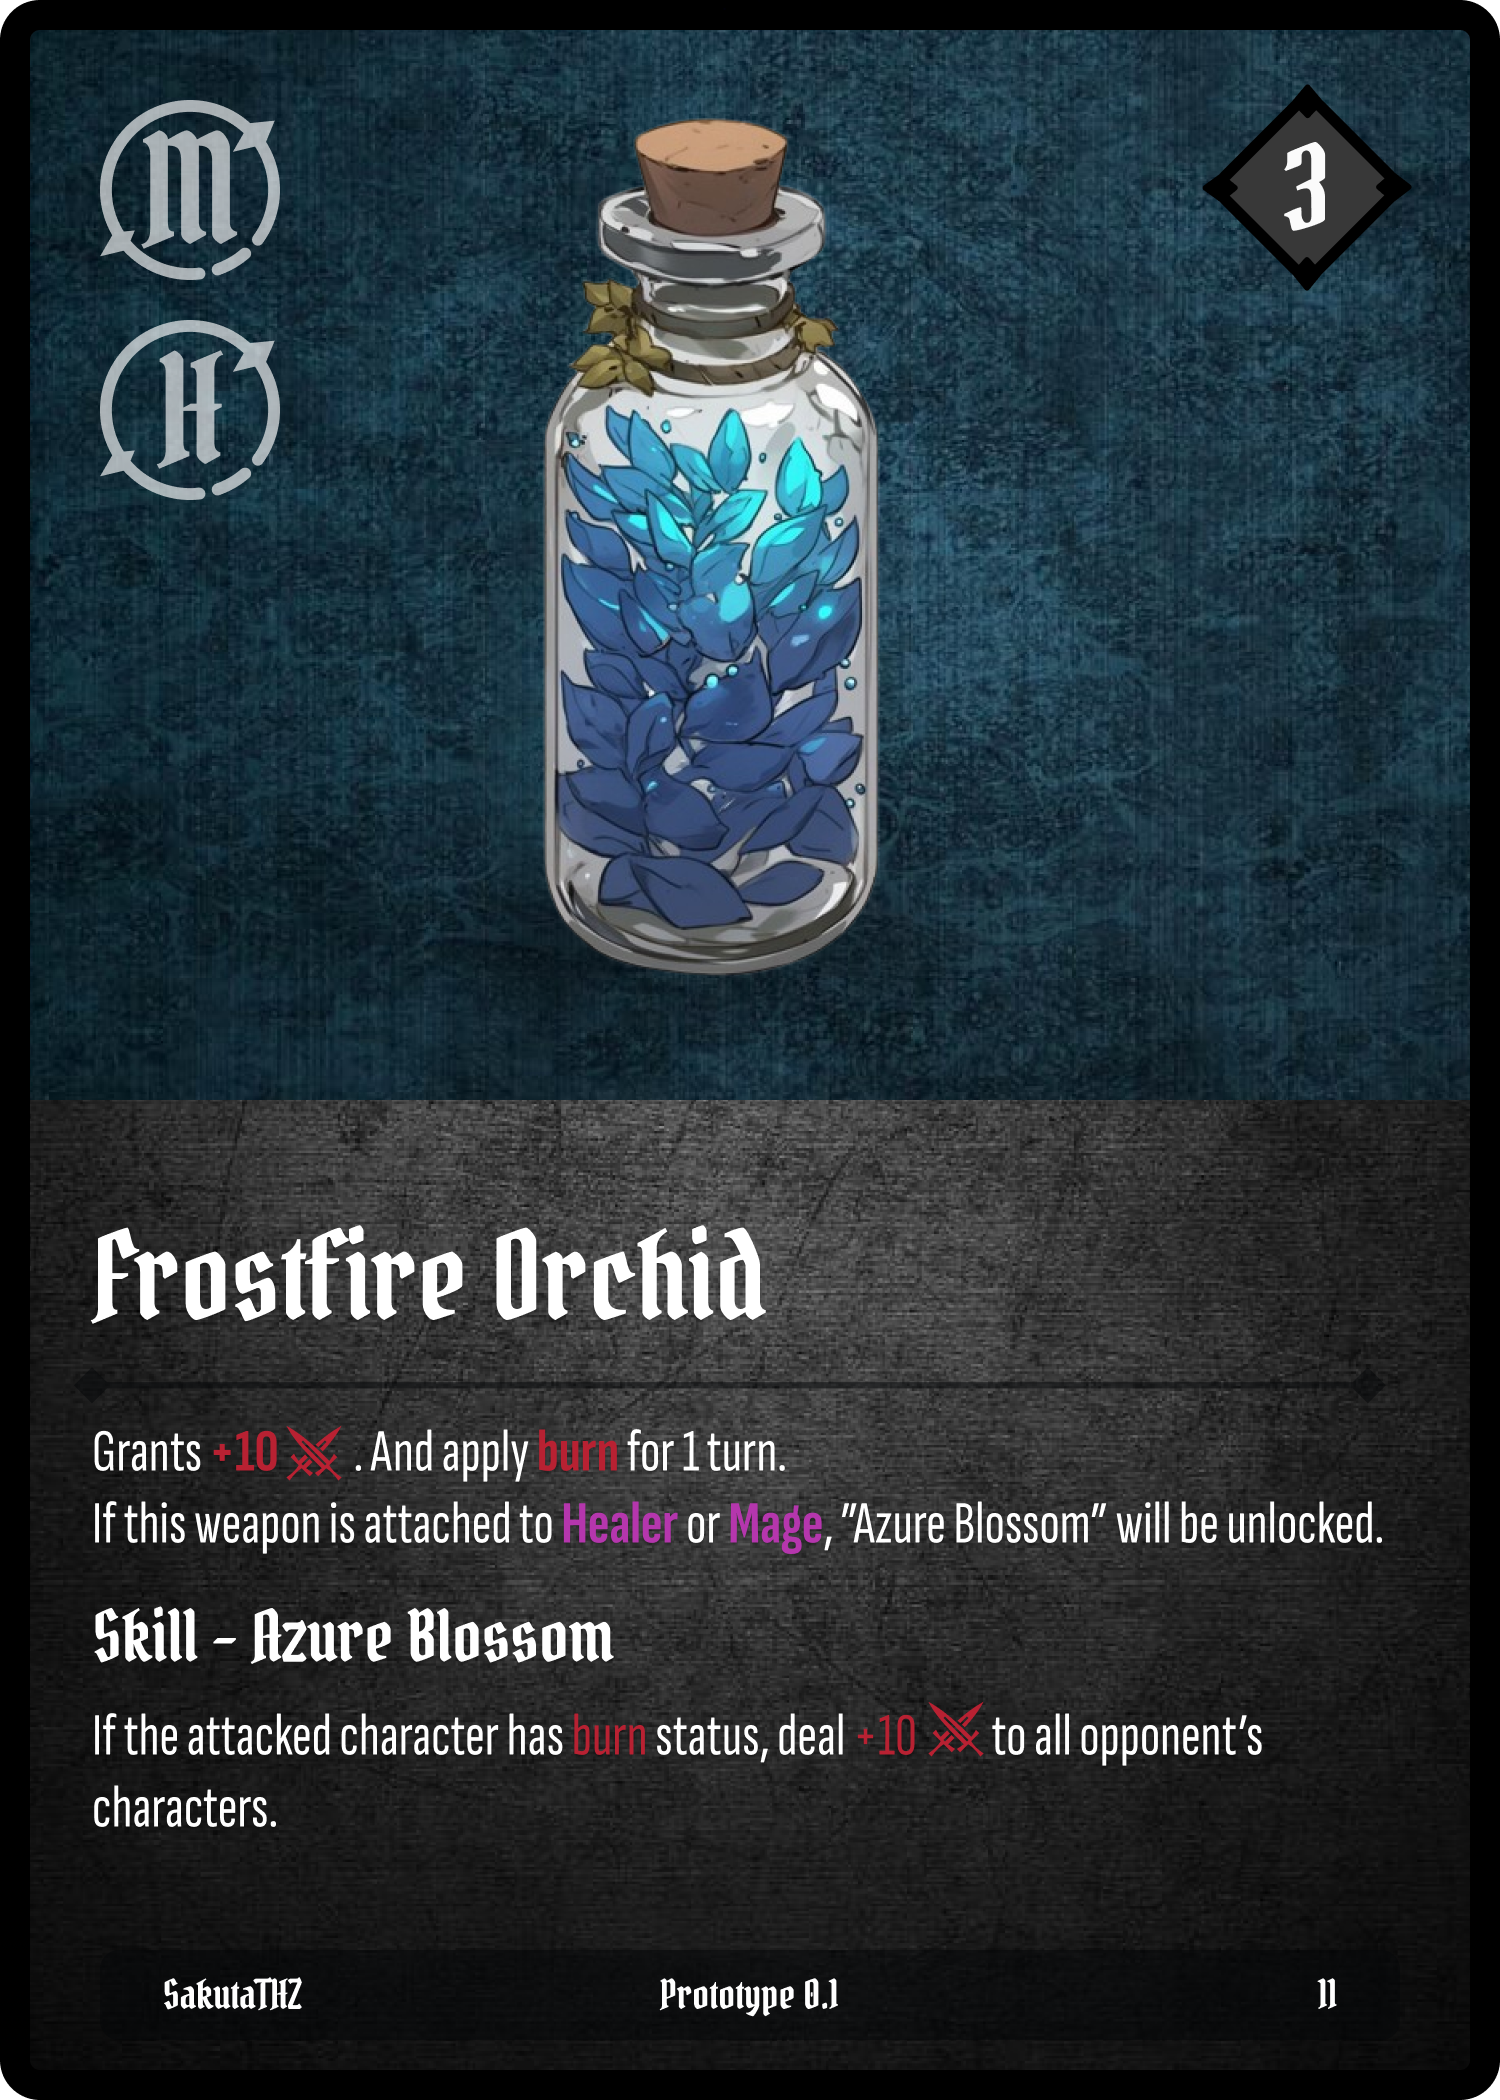 M
3
H
Frostfire Orchid
Grants +10 . And apply burn for 1 turn.
If this weapon is attached to Healer or Mage, "Azure Blossom" will be unlocked.
Skill - Azure Blossom
If the attacked character has burn status, deal +10 to all opponent's
characters.
SakutaTHZ Prototype 0.1 11